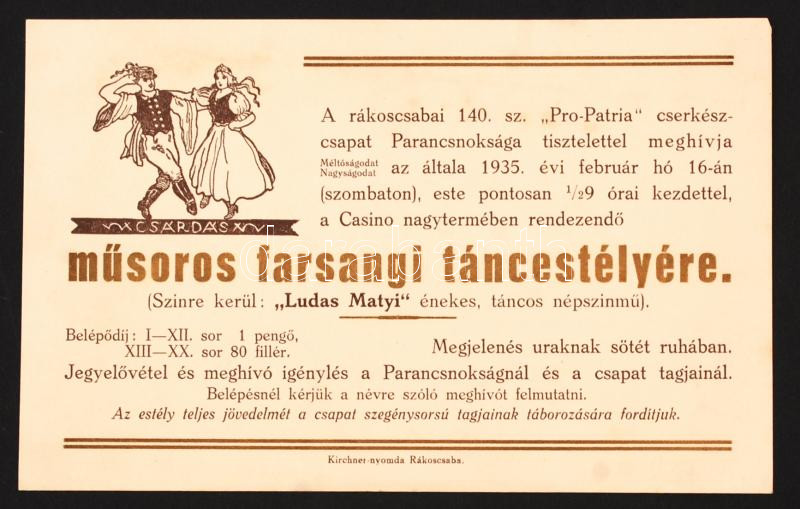 CSÁRDÁS
A rákoscsabai 140. sz. „Pro-Patria“ cserkész-
csapat Parancsnoksága tisztelettel meghívja
Méltóságodat
Nagyságodat az általa 1935. évi február hó 16-án
(szombaton), este pontosan 1/29 órai kezdettel,
a Casino nagytermében rendezendő
műsoros farsangi táncestélyére.
(Szinre kerül: „Ludas Matyi“ énekes, táncos népszinmű).
Belépődij: I—XII. sor 1 pengő,
XIII—XX. sor 80 fillér.
Megjelenés uraknak sötét ruhában.
Jegyelővétel és meghívó igénylés a Parancsnokságnál és a csapat tagjainál.
Belépésnél kérjük a névre szóló meghívót felmutatni.
Az estély teljes jövedelmét a csapat szegénysorsú tagjainak táborozására forditjuk.
Kirchner-nyomda Rákoscsaba.
darabanth